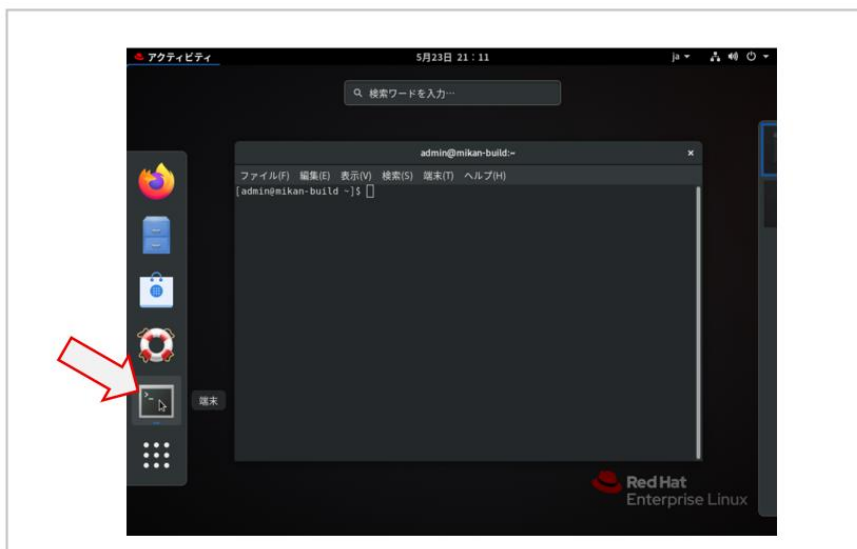 アクティビティ 5月23日 21：11 ja
検索ワードを入力…
admin@mikan-build:~ ×
ファイル(F) 編集(E) 表示(V) 検索(S) 端末(T) ヘルプ(H)
[admin@mikan-build ~]$
端末
Red Hat
Enterprise Linux